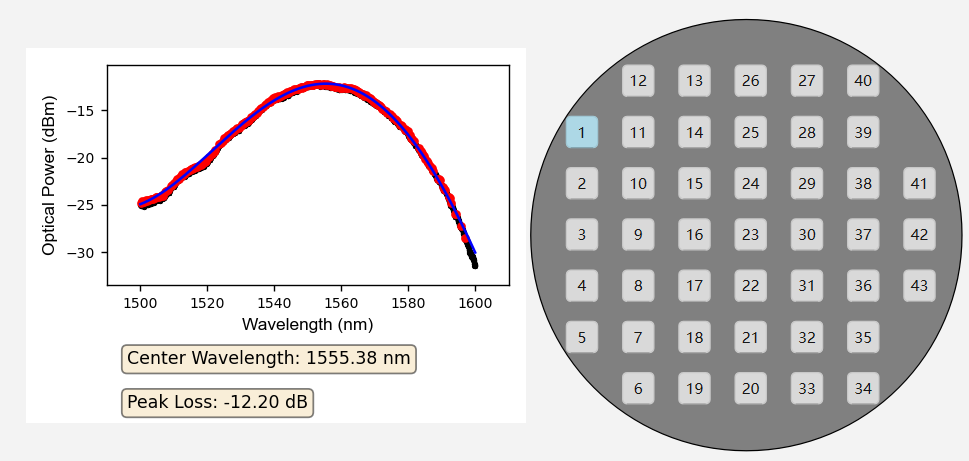 Optical Power (dBm)
−15
−20
−25
−30
1500 1520 1540 1560 1580 1600
Wavelength (nm)
Center Wavelength: 1555.38 nm
Peak Loss: -12.20 dB
12 13 26 27 40
1 11 14 25 28 39
2 10 15 24 29 38 41
3 9 16 23 30 37 42
4 8 17 22 31 36 43
5 7 18 21 32 35
6 19 20 33 34